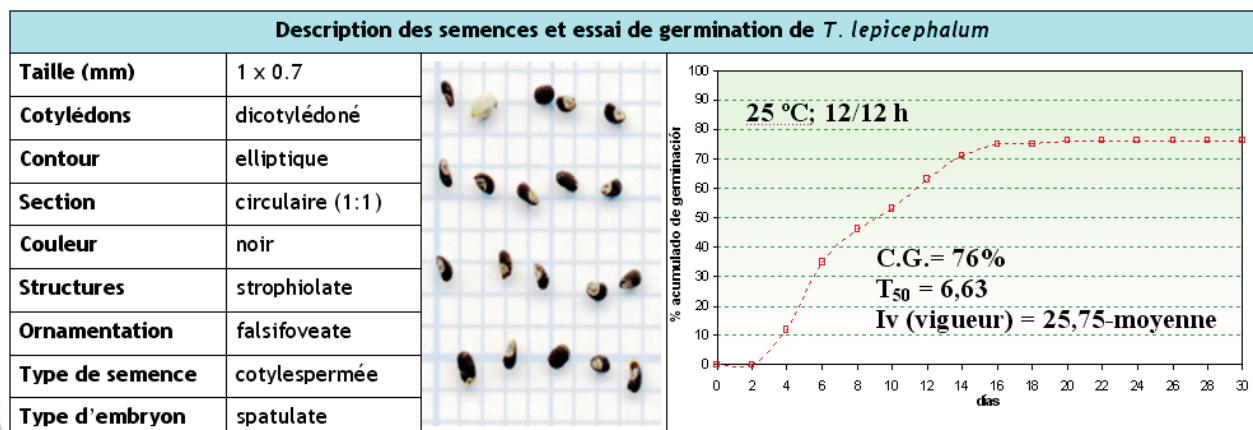 Description des semences et essai de germination de T. lepicephalum
Taille (mm) 1 x 0.7
Cotylédons dicotylédoné
Contour elliptique
Section circulaire (1:1)
Couleur noir
Structures strophiolate
Ornamentation falsifoveate
Type de semence cotylespermée
Type d'embryon spatulate
% acumulado de germinación
100
90
80
70
60
50
40
30
20
10
0
25 ºC; 12/12 h
C.G.= 76%
T50 = 6,63
Iv (vigueur) = 25,75-moyenne
0 2 4 6 8 10 12 14 16 18 20 22 24 26 28 30
días